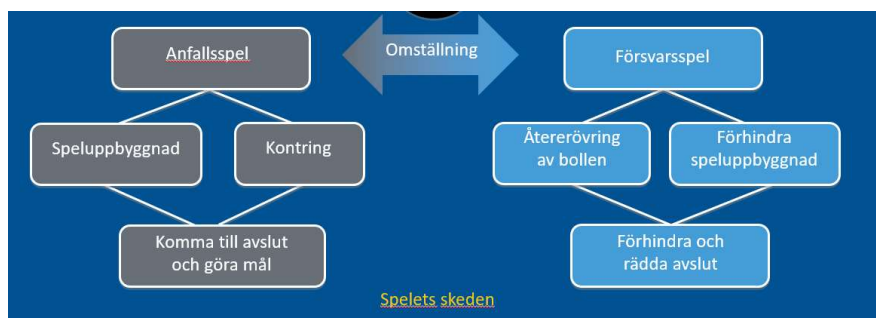 Anfallsspel
Omställning
Försvarsspel
Speluppbyggnad
Kontring
Återerövring
av bollen
Förhindra
speluppbyggnad
Komma till avslut
och göra mål
Förhindra och
rädda avslut
Spelets skeden